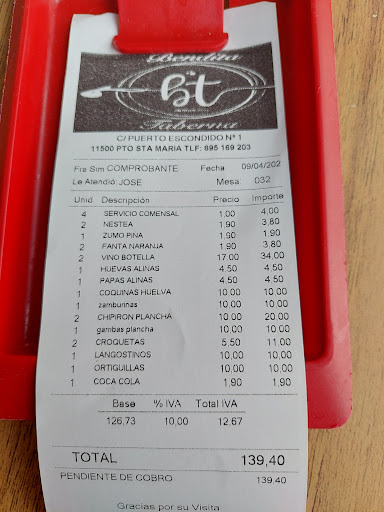 Bendita
bt
Taberna
C/ PUERTO ESCONDIDO Nº 1
11500 PTO STA MARIA TLF: 695 169 203
Fra Sim COMPROBANTE Fecha 09/04/202
Le Atendió: JOSE Mesa: 032
Unid. Descripción Precio Importe
4 SERVICIO COMENSAL 1,00 4,00
2 NESTEA 1.90 3.80
1 ZUMO PIÑA 1.90 1.90
2 FANTA NARANJA 1.90 3.80
2 VINO BOTELLA 17.00 34.00
1 HUEVAS ALINAS 4.50 4.50
1 PAPAS ALINAS 4.50 4.50
1 COQUINAS HUELVA 10.00 10.00
1 zamburinas 10.00 10.00
2 CHIPIRON PLANCHA 10.00 20.00
1 gambas plancha 10.00 10.00
2 CROQUETAS 5,50 11.00
1 LANGOSTINOS 10.00 10.00
1 ORTIGUILLAS 10.00 10.00
1 COCA COLA 1,90 1,90
Base % IVA Total IVA
126,73 10,00 12,67
TOTAL 139,40
PENDIENTE DE COBRO 139,40
Gracias por su Visita